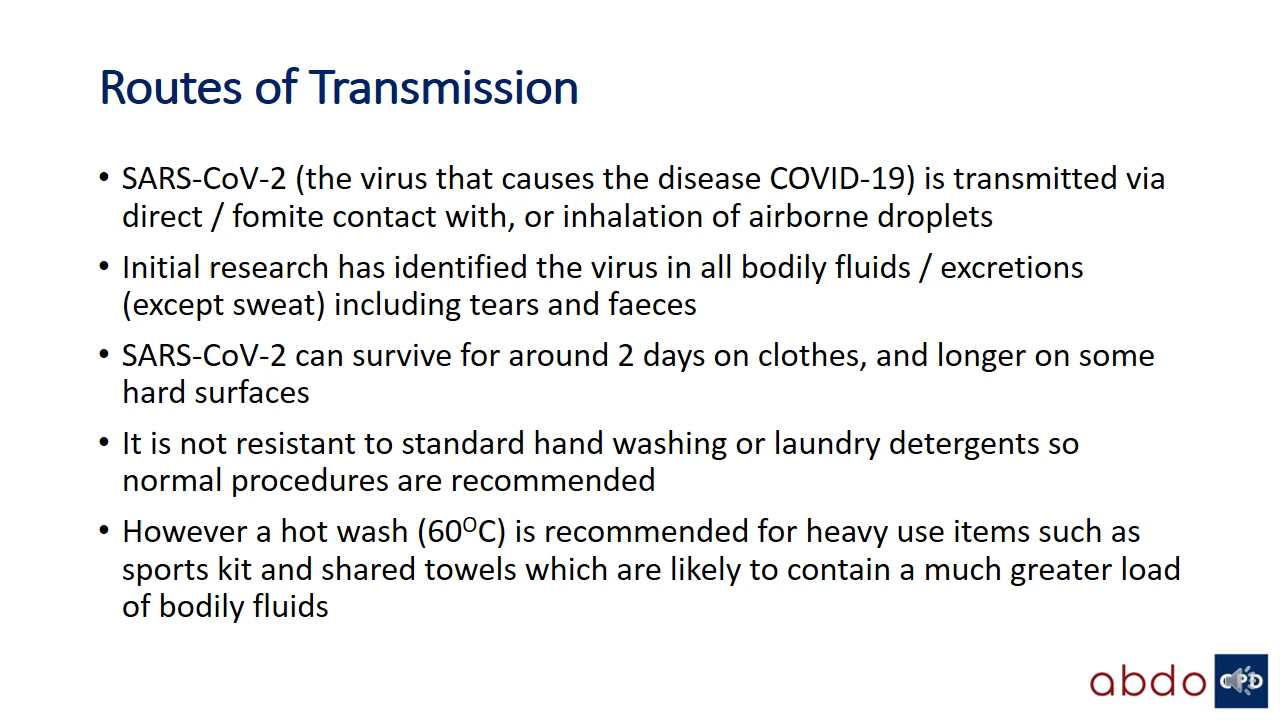 Routes of Transmission
• SARS-CoV-2 (the virus that causes the disease COVID-19) is transmitted via
direct / fomite contact with, or inhalation of airborne droplets
• Initial research has identified the virus in all bodily fluids / excretions
(except sweat) including tears and faeces
• SARS-CoV-2 can survive for around 2 days on clothes, and longer on some
hard surfaces
• It is not resistant to standard hand washing or laundry detergents so
normal procedures are recommended
• However a hot wash (60ᴼC) is recommended for heavy use items such as
sports kit and shared towels which are likely to contain a much greater load
of bodily fluids
abdo CPD